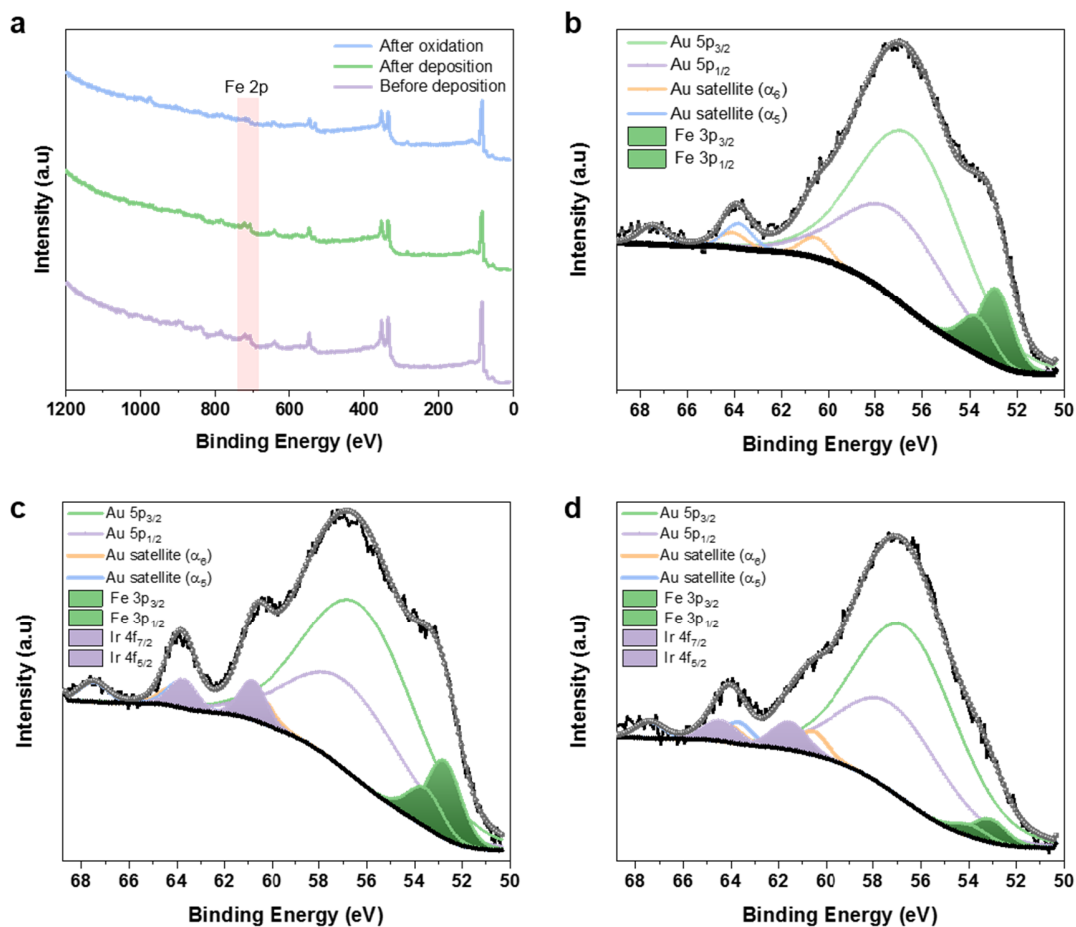 a
After oxidation
After deposition
Before deposition
Fe 2p
Intensity (a.u)
1200 1000 800 600 400 200 0
Binding Energy (eV)
b
Au 5p3/2
Au 5p1/2
Au satellite (α6)
Au satellite (α5)
Fe 3p3/2
Fe 3p1/2
Intensity (a.u)
68 66 64 62 60 58 56 54 52 50
Binding Energy (eV)
c
Au 5p3/2
Au 5p1/2
Au satellite (α6)
Au satellite (α5)
Fe 3p3/2
Fe 3p1/2
Ir 4f7/2
Ir 4f5/2
Intensity (a.u)
68 66 64 62 60 58 56 54 52 50
Binding Energy (eV)
d
Au 5p3/2
Au 5p1/2
Au satellite (α6)
Au satellite (α5)
Fe 3p3/2
Fe 3p1/2
Ir 4f7/2
Ir 4f5/2
Intensity (a.u)
68 66 64 62 60 58 56 54 52 50
Binding Energy (eV)